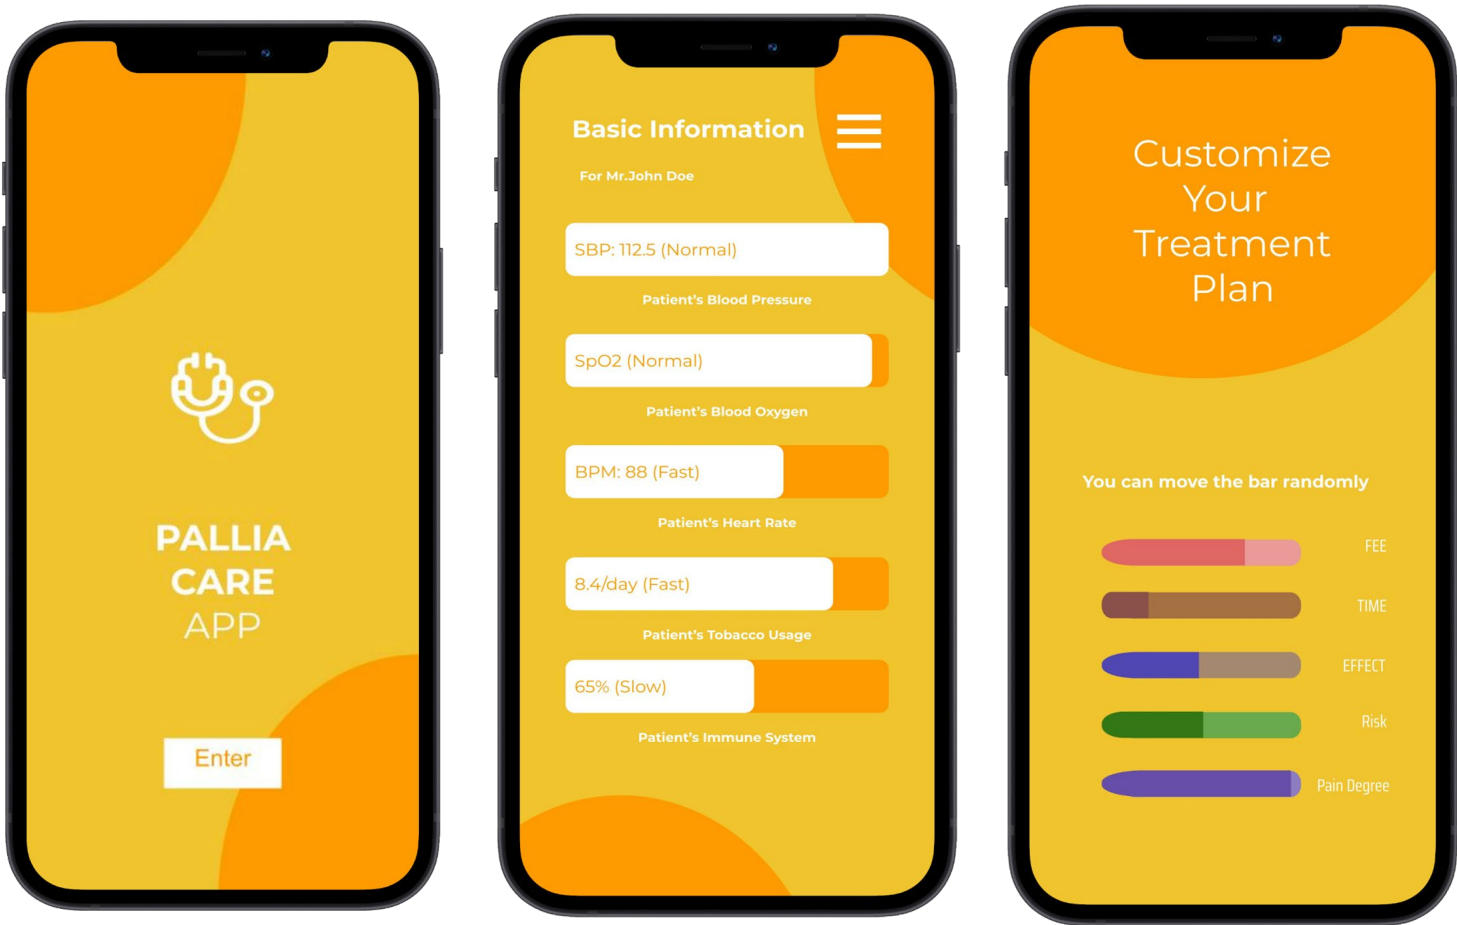 PALLIA
CARE
APP
Enter
Basic Information
For Mr.John Doe
SBP: 112.5 (Normal)
Patient's Blood Pressure
SpO2 (Normal)
Patient's Blood Oxygen
BPM: 88 (Fast)
Patient's Heart Rate
8.4/day (Fast)
Patient's Tobacco Usage
65% (Slow)
Patient's Immune System
Customize
Your
Treatment
Plan
You can move the bar randomly
FEE
TIME
EFFECT
Risk
Pain Degree